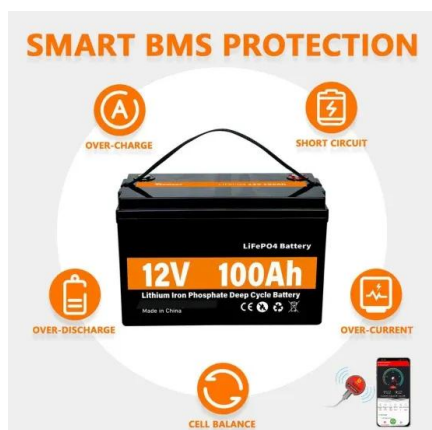 SMART BMS PROTECTION
A
OVER-CHARGE
SHORT CIRCUIT
LiFePO4 Battery
12V 100Ah
Lithium Iron Phosphate Deep Cycle Battery
Made in China
CE
OVER-DISCHARGE
OVER-CURRENT
CELL BALANCE